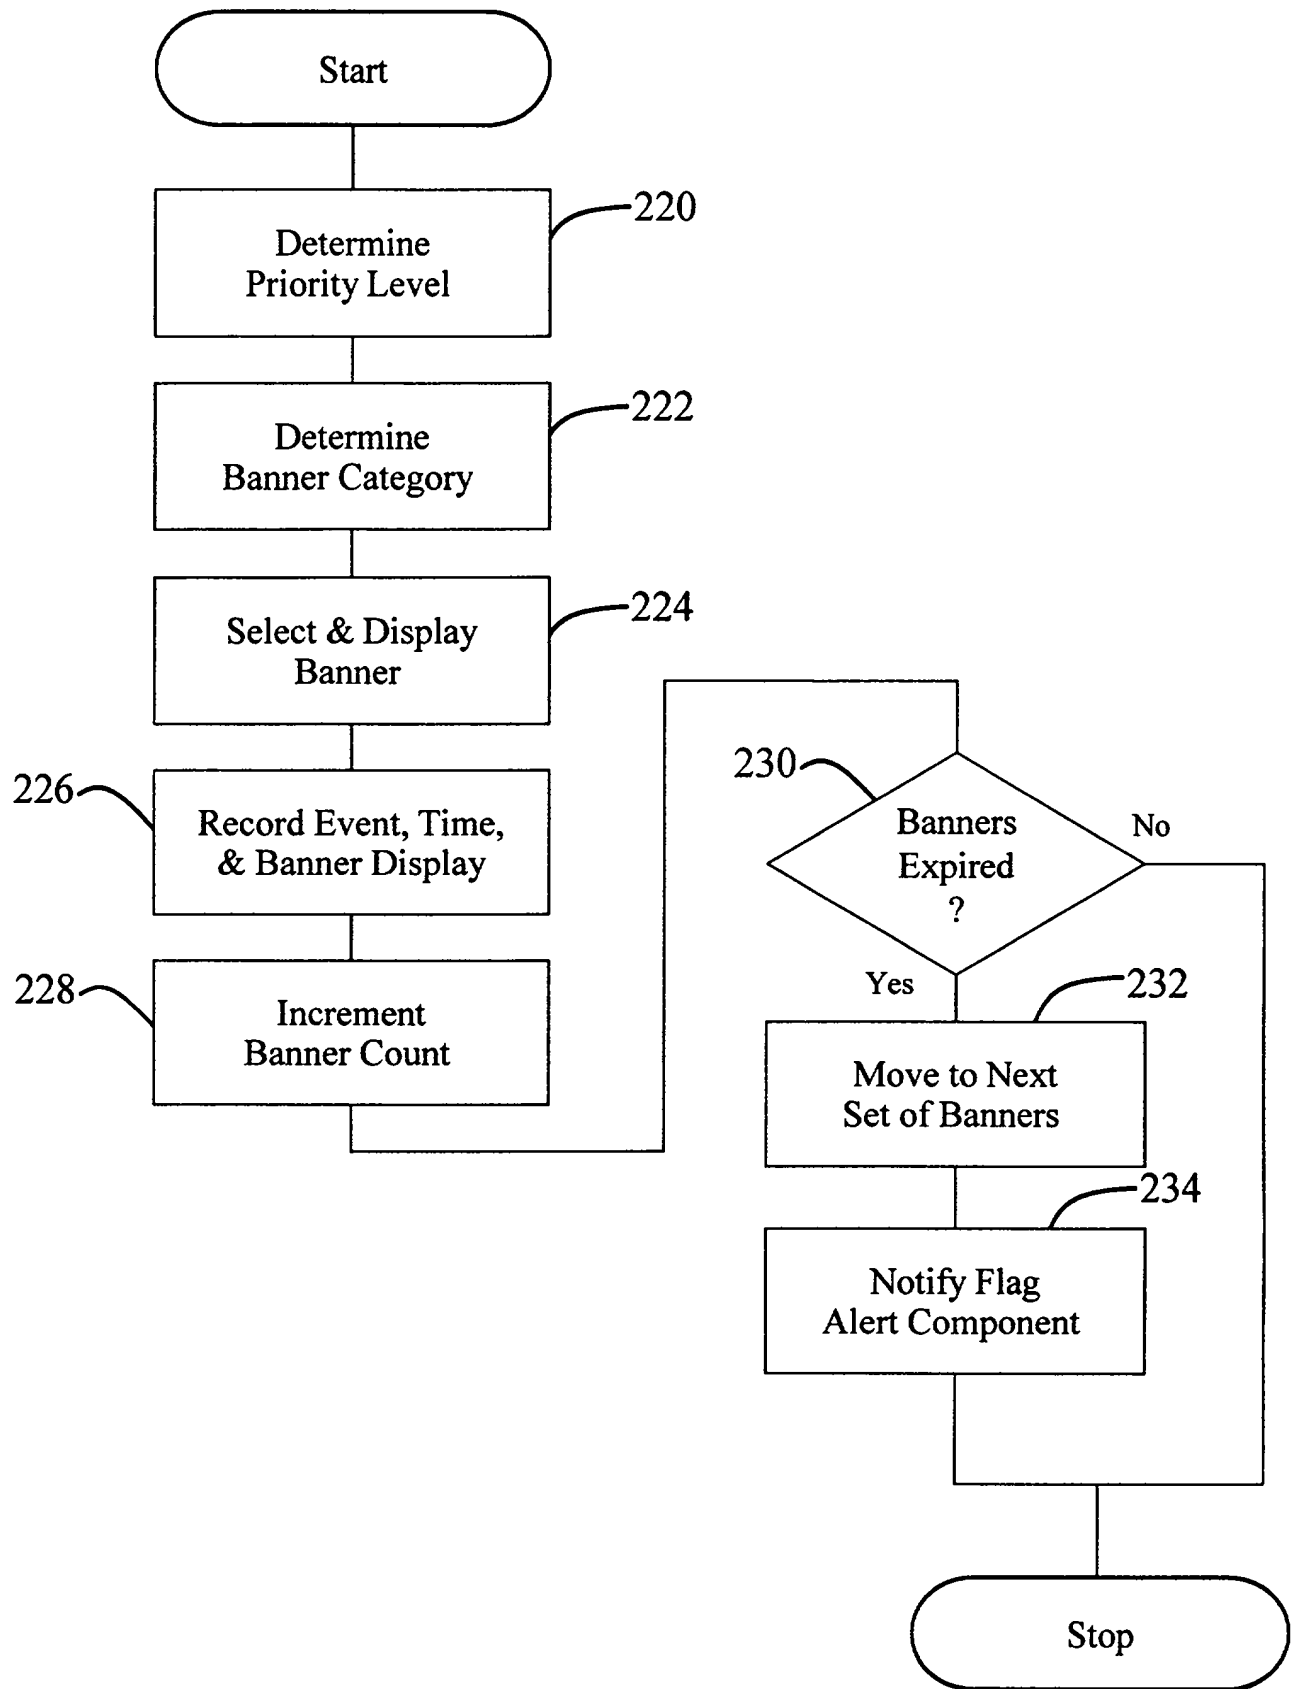 Start
220
Determine
Priority Level
222
Determine
Banner Category
224
Select & Display
Banner
226
Record Event, Time,
& Banner Display
228
Increment
Banner Count
230
Banners
Expired
?
No
Yes
232
Move to Next
Set of Banners
234
Notify Flag
Alert Component
Stop